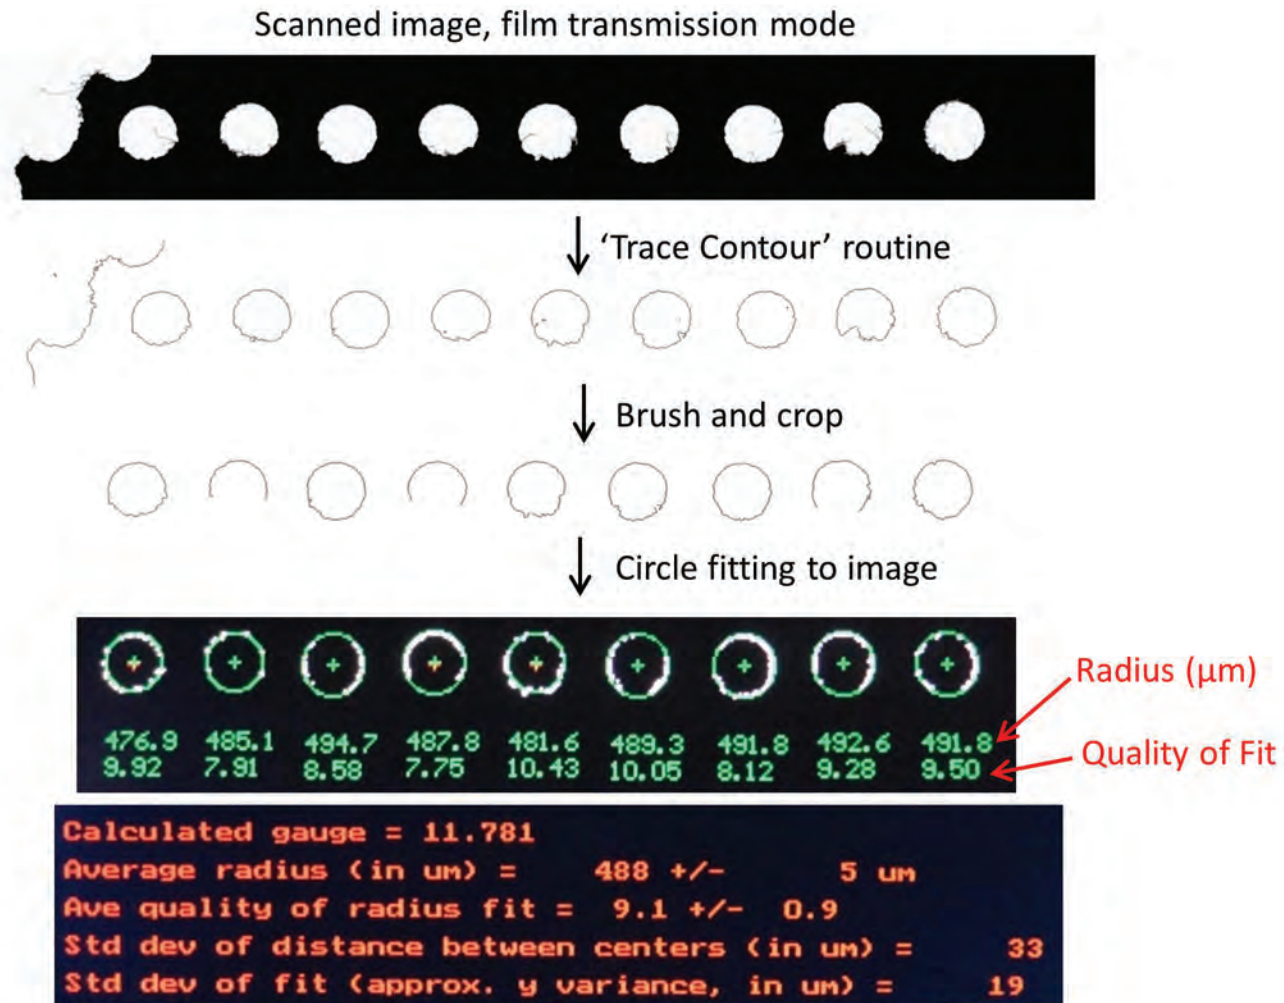 Scanned image, film transmission mode
‘Trace Contour’ routine
Brush and crop
Circle fitting to image
476.9 485.1 494.7 487.8 481.6 489.3 491.8 492.6 491.8
9.92 7.91 8.58 7.75 10.43 10.05 8.12 9.28 9.50
Radius (μm)
Quality of Fit
Calculated gauge = 11.781
Average radius (in um) = 488 +/- 5 um
Ave quality of radius fit = 9.1 +/- 0.9
Std dev of distance between centers (in um) = 33
Std dev of fit (approx. y variance, in um) = 19